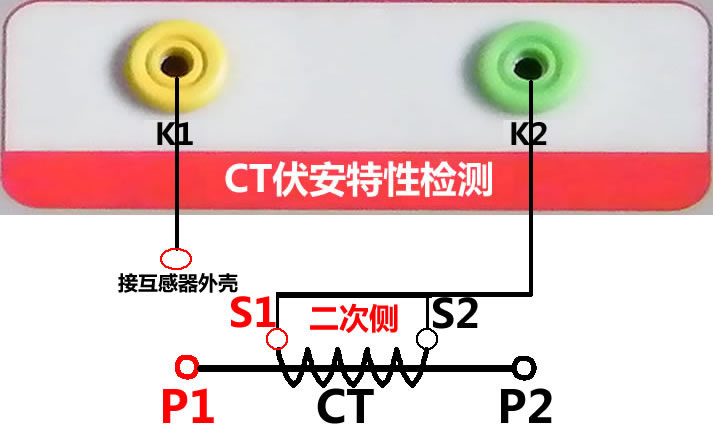 K1 K2
CT伏安特性检测
接互感器外壳
S1 二次侧 S2
P1 CT P2